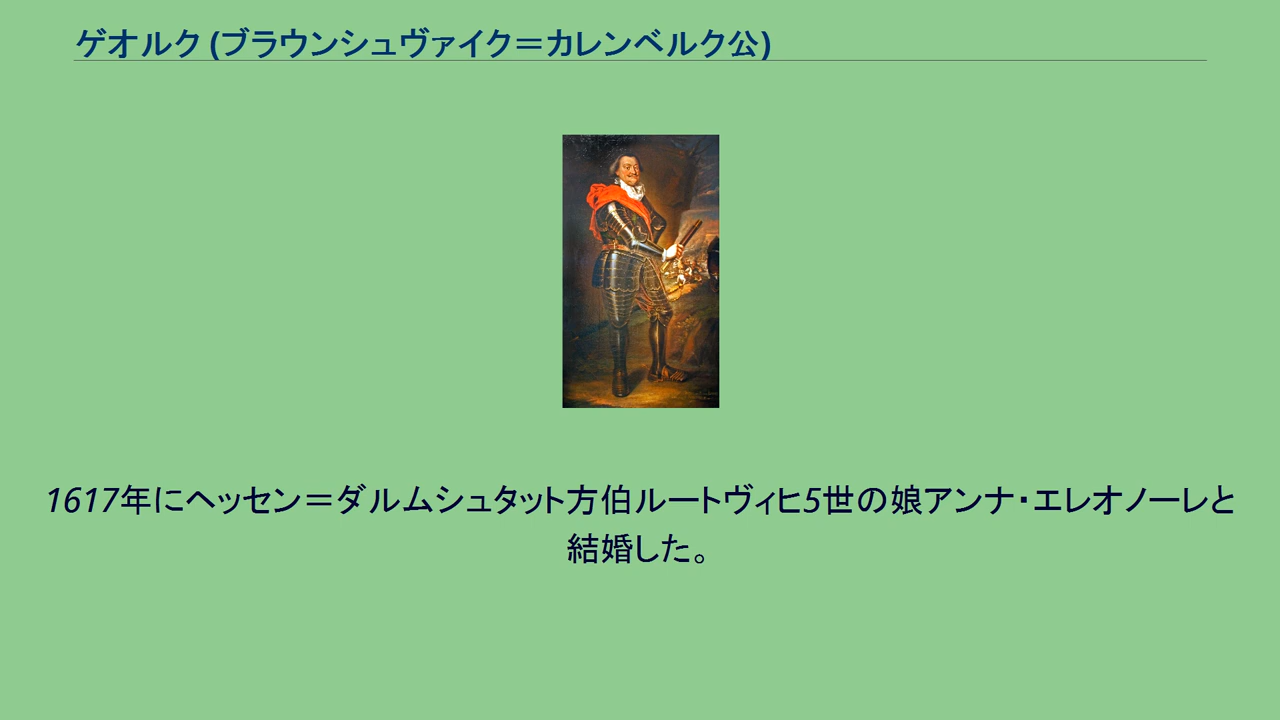 ゲオルク (ブラウンシュヴァイク＝カレンベルク公)
1617年にヘッセン＝ダルムシュタット方伯ルートヴィヒ5世の娘アンナ・エレオノーレと
結婚した。